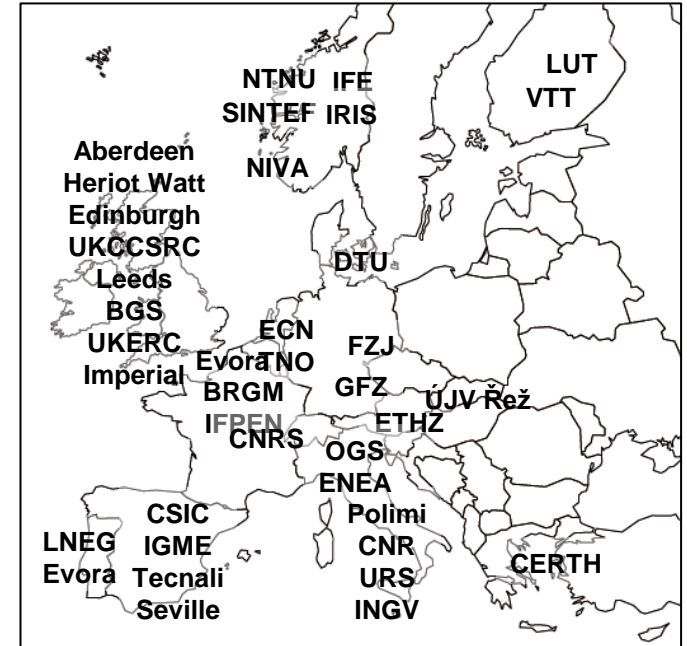 LUT
VTT
NTNU IFE
SINTEF IRIS
NIVA
Aberdeen
Heriot Watt
Edinburgh
UKCCSRC
Leeds
BGS
UKERC
Imperial
DTU
ECN
TNO
Evora
BRGM
IFPEN
CNRS
FZJ
GFZ
ÚJV Řež
ETHZ
OGS
ENEA
Polimi
CNR
URS
INGV
CSIC
IGME
Tecnali
Seville
LNEG
Evora
CERTH